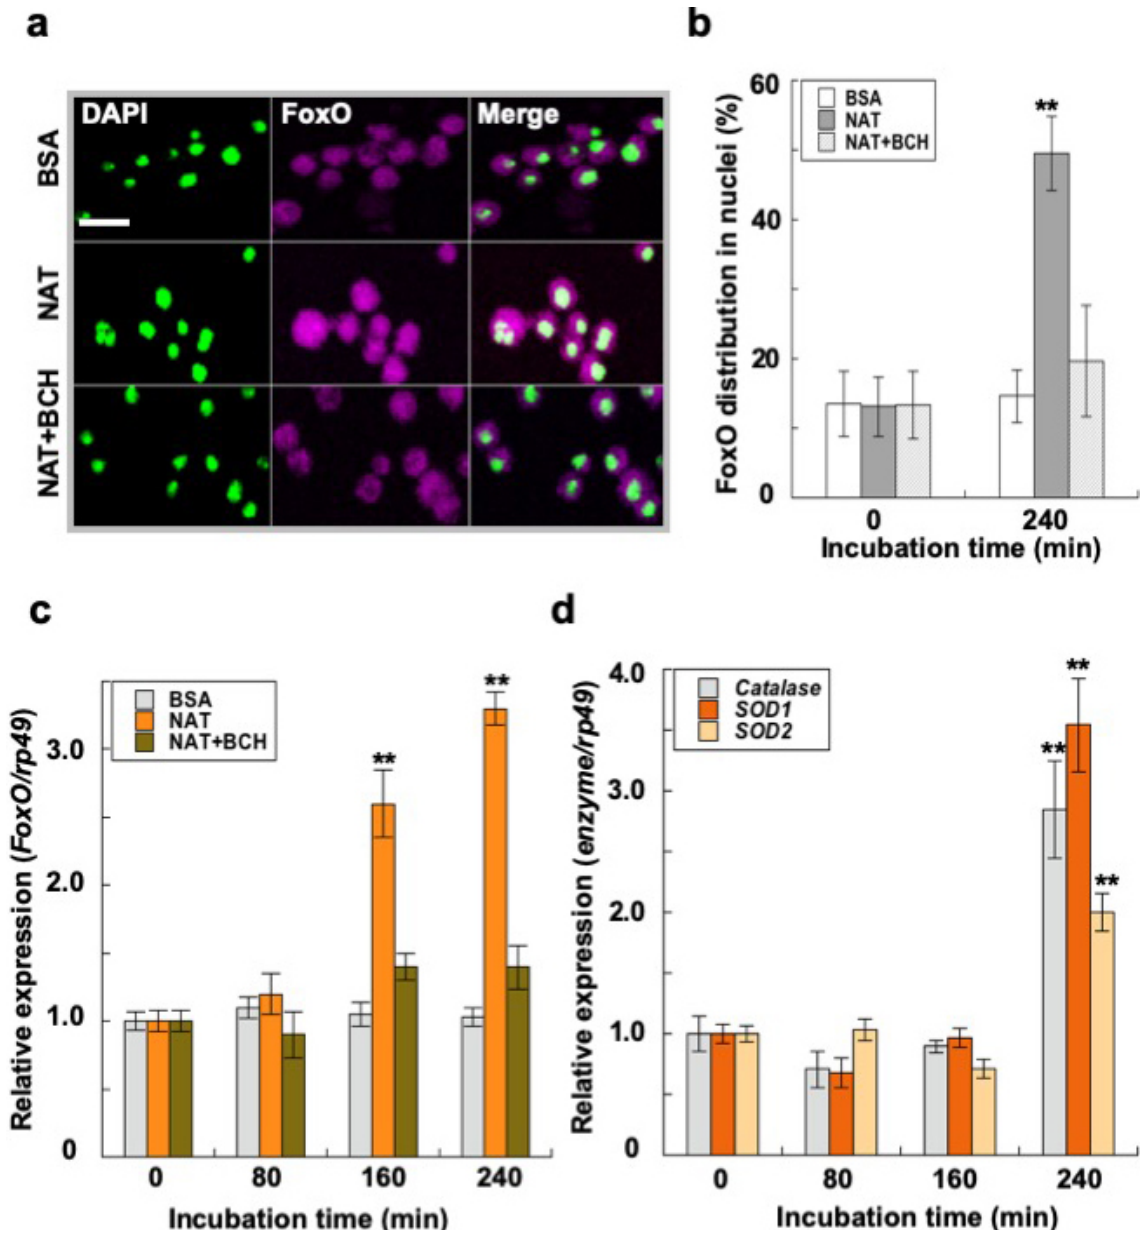 a
DAPI
FoxO
Merge
BSA
NAT
NAT+BCH
b
FoxO distribution in nuclei (%)
60
40
20
0
BSA
NAT
NAT+BCH
**
0
240
Incubation time (min)
c
Relative expression (FoxO/rp49)
3.0
2.0
1.0
0
BSA
NAT
NAT+BCH
**
**
0
80
160
240
Incubation time (min)
d
Relative expression (enzyme/rp49)
4.0
3.0
2.0
1.0
0
Catalase
SOD1
SOD2
**
**
**
0
80
160
240
Incubation time (min)